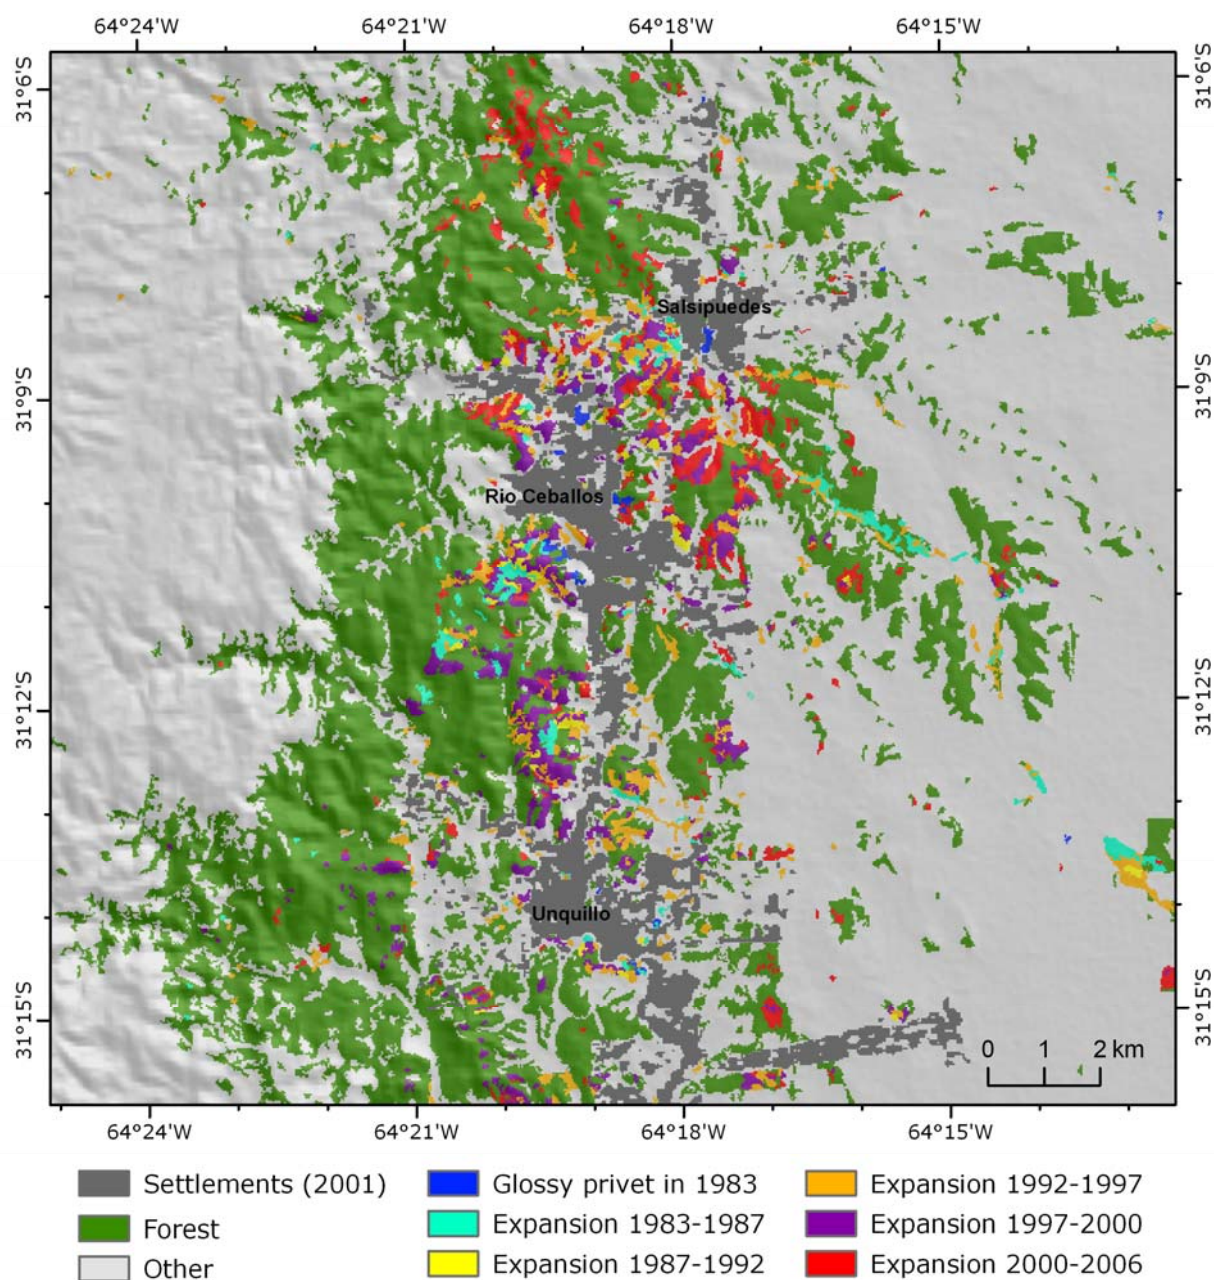 64°24'W 64°21'W 64°18'W 64°15'W
31°6'S 31°6'S
Salsipuedes
31°9'S 31°9'S
Rio Ceballos
31°12'S 31°12'S
Unquillo
31°15'S 31°15'S
0 1 2 km
64°24'W 64°21'W 64°18'W 64°15'W
Settlements (2001) Glossy privet in 1983 Expansion 1992-1997
Forest Expansion 1983-1987 Expansion 1997-2000
Other Expansion 1987-1992 Expansion 2000-2006